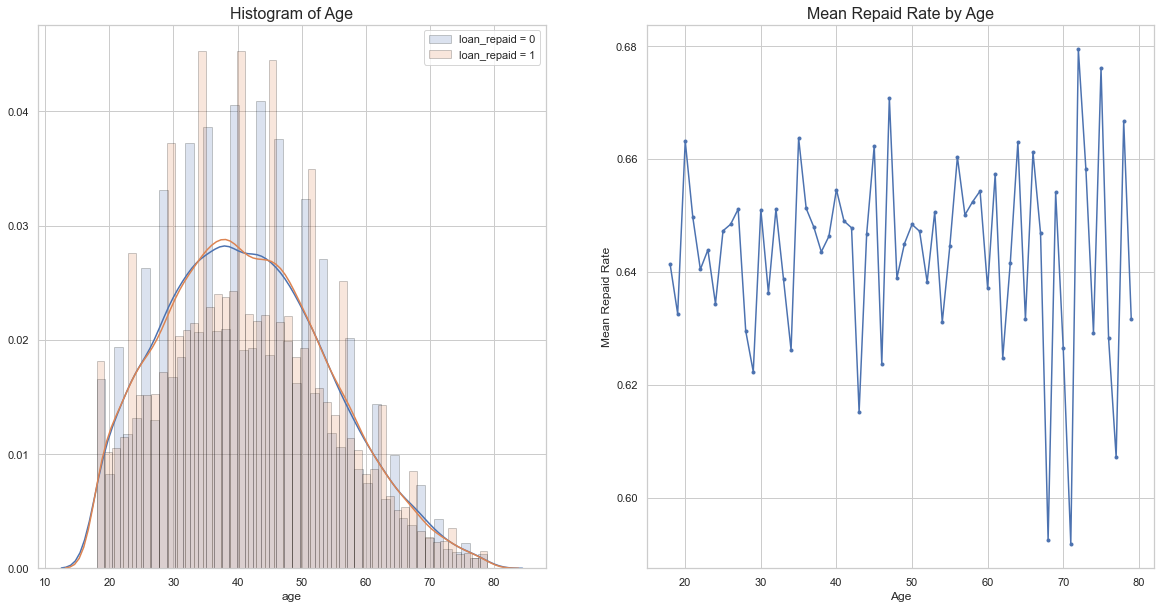 Histogram of Age
loan_repaid = 0
loan_repaid = 1
0.04
0.03
0.02
0.01
0.00
10 20 30 40 50 60 70 80
age
Mean Repaid Rate by Age
Mean Repaid Rate
0.68
0.66
0.64
0.62
0.60
20 30 40 50 60 70 80
Age